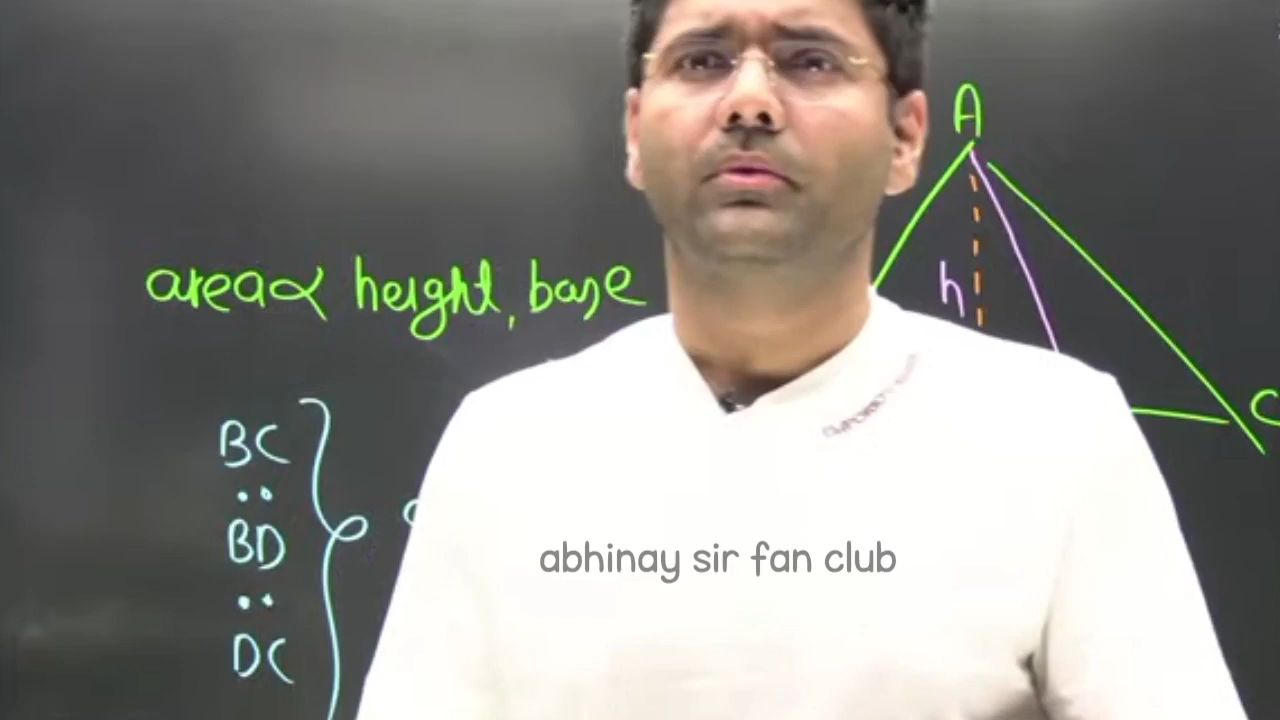 A
area∝ height, base
h
BC
:
BD
:
DC
C
abhinay sir fan club